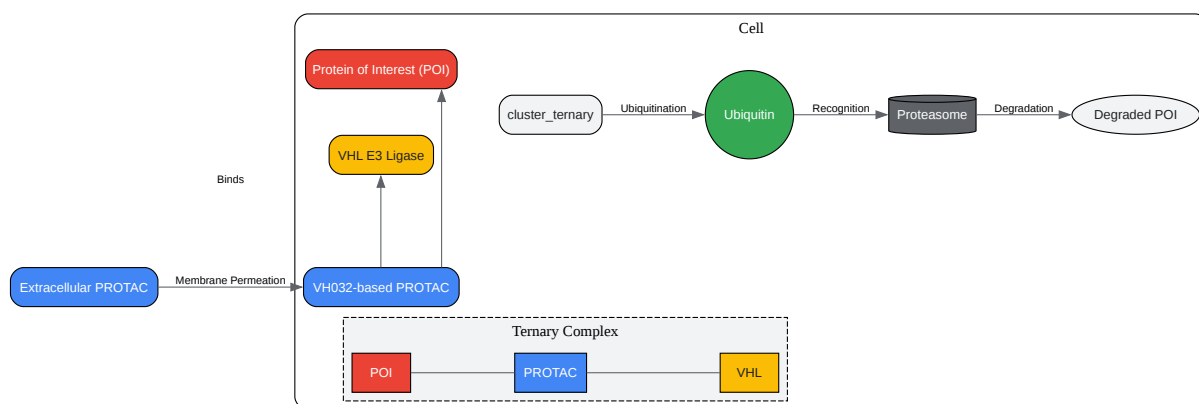 Cell
Protein of Interest (POI)
cluster_ternary
Ubiquitination
Ubiquitin
Recognition
Proteasome
Degradation
Degraded POI
VHL E3 Ligase
Binds
Extracellular PROTAC
Membrane Permeation
VH032-based PROTAC
Ternary Complex
POI
PROTAC
VHL